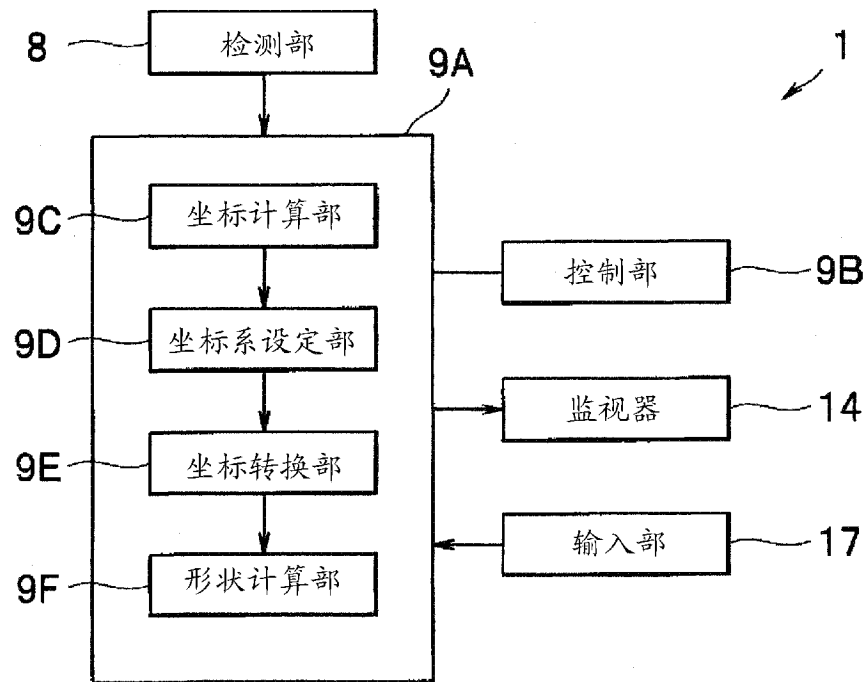 8 检测部
9A
1
9C 坐标计算部
控制部 9B
9D 坐标系设定部
监视器 14
9E 坐标转换部
输入部 17
9F 形状计算部